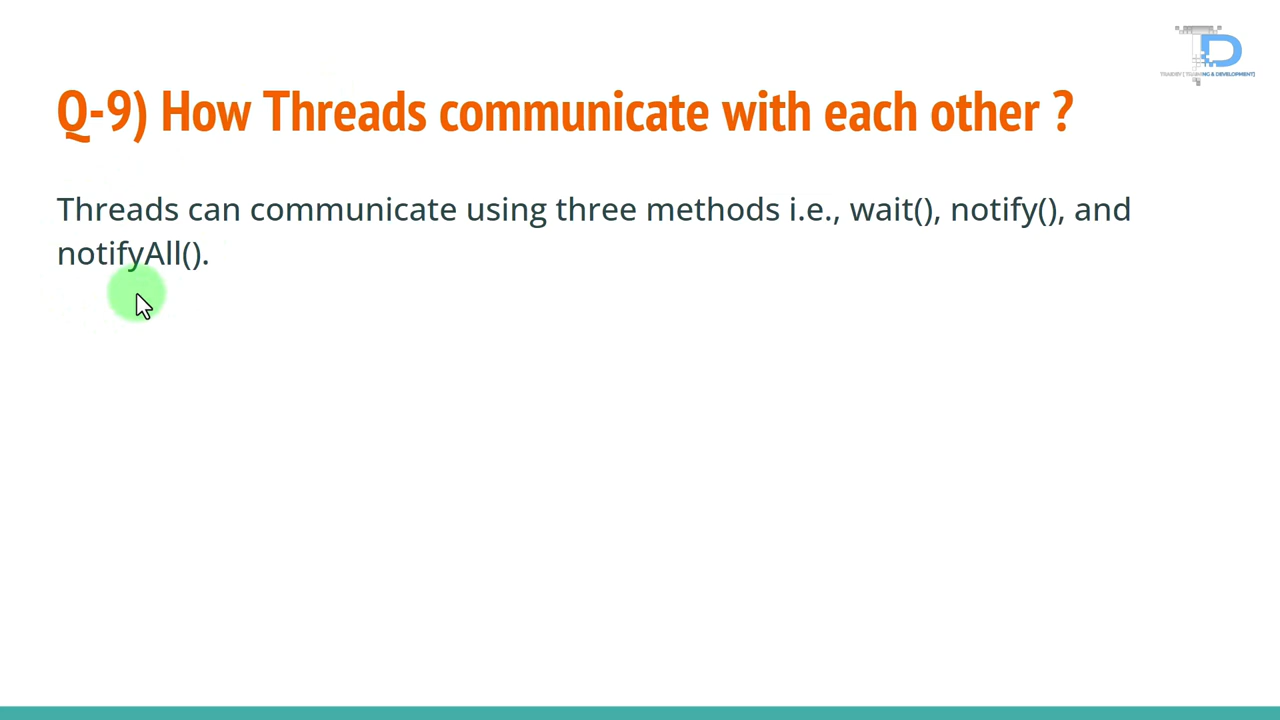 Q-9) How Threads communicate with each other ?
Threads can communicate using three methods i.e., wait(), notify(), and
notifyAll().